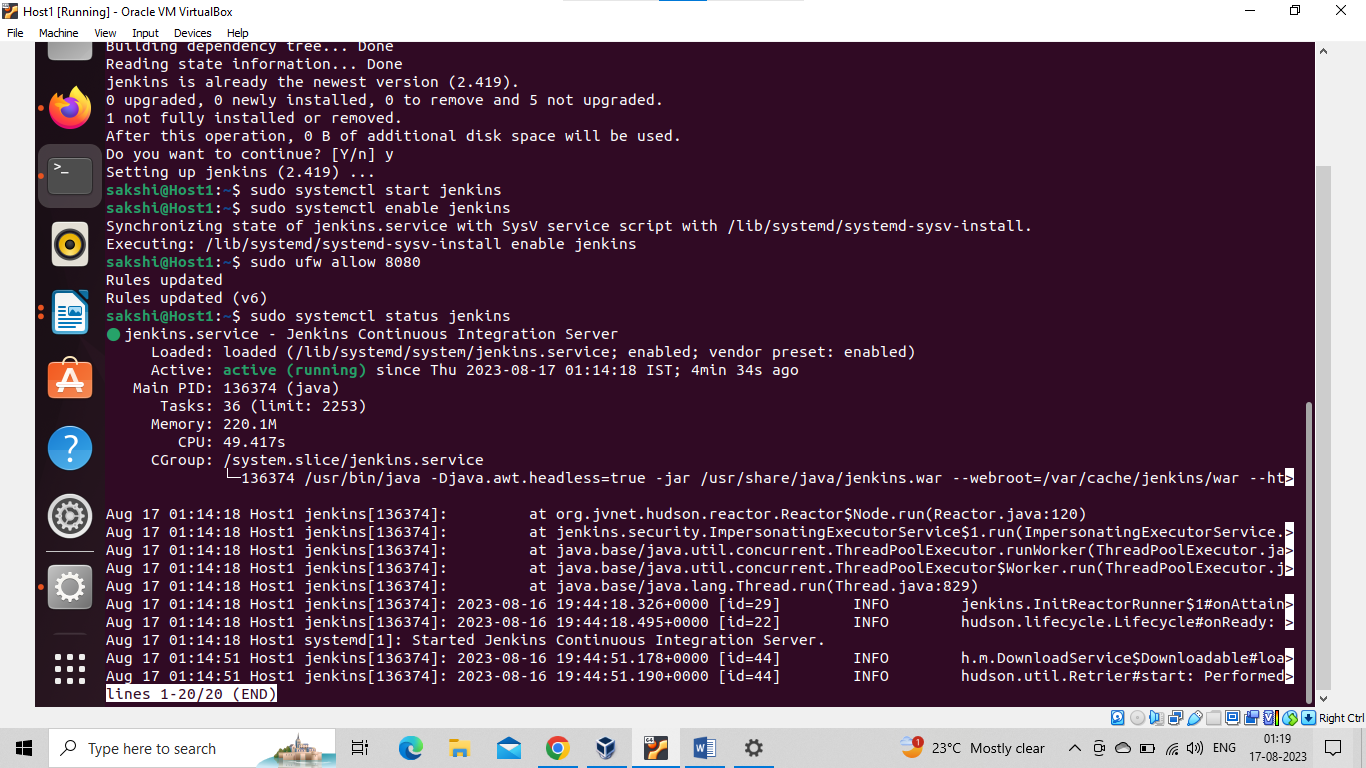 Host1 [Running] - Oracle VM VirtualBox
File Machine View Input Devices Help
Building dependency tree... Done
Reading state information... Done
jenkins is already the newest version (2.419).
0 upgraded, 0 newly installed, 0 to remove and 5 not upgraded.
1 not fully installed or removed.
After this operation, 0 B of additional disk space will be used.
Do you want to continue? [Y/n] y
Setting up jenkins (2.419) ...
sakshi@Host1:~$ sudo systemctl start jenkins
sakshi@Host1:~$ sudo systemctl enable jenkins
Synchronizing state of jenkins.service with SysV service script with /lib/systemd/systemd-sysv-install.
Executing: /lib/systemd/systemd-sysv-install enable jenkins
sakshi@Host1:~$ sudo ufw allow 8080
Rules updated
Rules updated (v6)
sakshi@Host1:~$ sudo systemctl status jenkins
● jenkins.service - Jenkins Continuous Integration Server
Loaded: loaded (/lib/systemd/system/jenkins.service; enabled; vendor preset: enabled)
Active: active (running) since Thu 2023-08-17 01:14:18 IST; 4min 34s ago
Main PID: 136374 (java)
Tasks: 36 (limit: 2253)
Memory: 220.1M
CPU: 49.417s
CGroup: /system.slice/jenkins.service
└─136374 /usr/bin/java -Djava.awt.headless=true -jar /usr/share/java/jenkins.war --webroot=/var/cache/jenkins/war --ht>
Aug 17 01:14:18 Host1 jenkins[136374]: at org.jvnet.hudson.reactor.Reactor$Node.run(Reactor.java:120)
Aug 17 01:14:18 Host1 jenkins[136374]: at jenkins.security.ImpersonatingExecutorService$1.run(ImpersonatingExecutorService.>
Aug 17 01:14:18 Host1 jenkins[136374]: at java.base/java.util.concurrent.ThreadPoolExecutor.runWorker(ThreadPoolExecutor.ja>
Aug 17 01:14:18 Host1 jenkins[136374]: at java.base/java.util.concurrent.ThreadPoolExecutor$Worker.run(ThreadPoolExecutor.j>
Aug 17 01:14:18 Host1 jenkins[136374]: at java.base/java.lang.Thread.run(Thread.java:829)
Aug 17 01:14:18 Host1 jenkins[136374]: 2023-08-16 19:44:18.326+0000 [id=29] INFO jenkins.InitReactorRunner$1#onAttain>
Aug 17 01:14:18 Host1 jenkins[136374]: 2023-08-16 19:44:18.495+0000 [id=22] INFO hudson.lifecycle.Lifecycle#onReady: >
Aug 17 01:14:18 Host1 systemd[1]: Started Jenkins Continuous Integration Server.
Aug 17 01:14:51 Host1 jenkins[136374]: 2023-08-16 19:44:51.178+0000 [id=44] INFO h.m.DownloadService$Downloadable#loa>
Aug 17 01:14:51 Host1 jenkins[136374]: 2023-08-16 19:44:51.190+0000 [id=44] INFO hudson.util.Retrier#start: Performed>
lines 1-20/20 (END)
Right Ctrl
Type here to search
1
23°C Mostly clear
ENG
01:19
17-08-2023